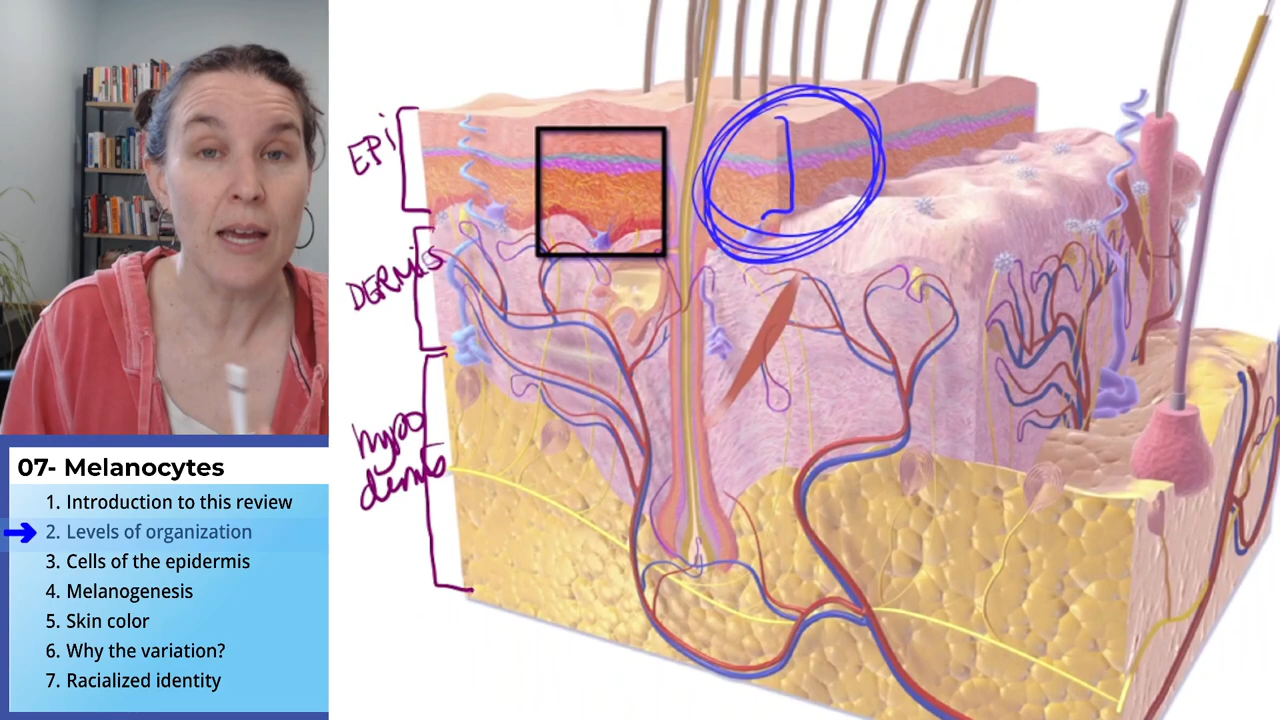 EPi
DERMiS
hypo
dermis
07- Melanocytes
1. Introduction to this review
2. Levels of organization
3. Cells of the epidermis
4. Melanogenesis
5. Skin color
6. Why the variation?
7. Racialized identity